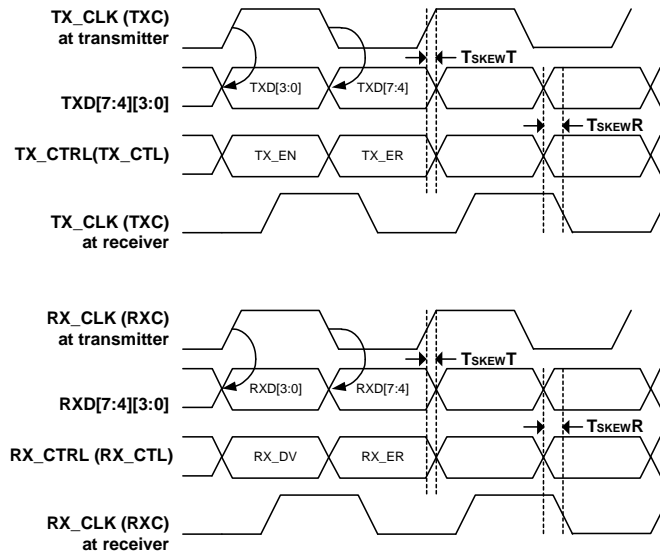 TX_CLK (TXC)
at transmitter
TSKEWT
TXD[7:4][3:0]
TXD[3:0]
TXD[7:4]
TSKEWR
TX_CTRL(TX_CTL)
TX_EN
TX_ER
TX_CLK (TXC)
at receiver
RX_CLK (RXC)
at transmitter
TSKEWT
RXD[7:4][3:0]
RXD[3:0]
RXD[7:4]
TSKEWR
RX_CTRL (RX_CTL)
RX_DV
RX_ER
RX_CLK (RXC)
at receiver